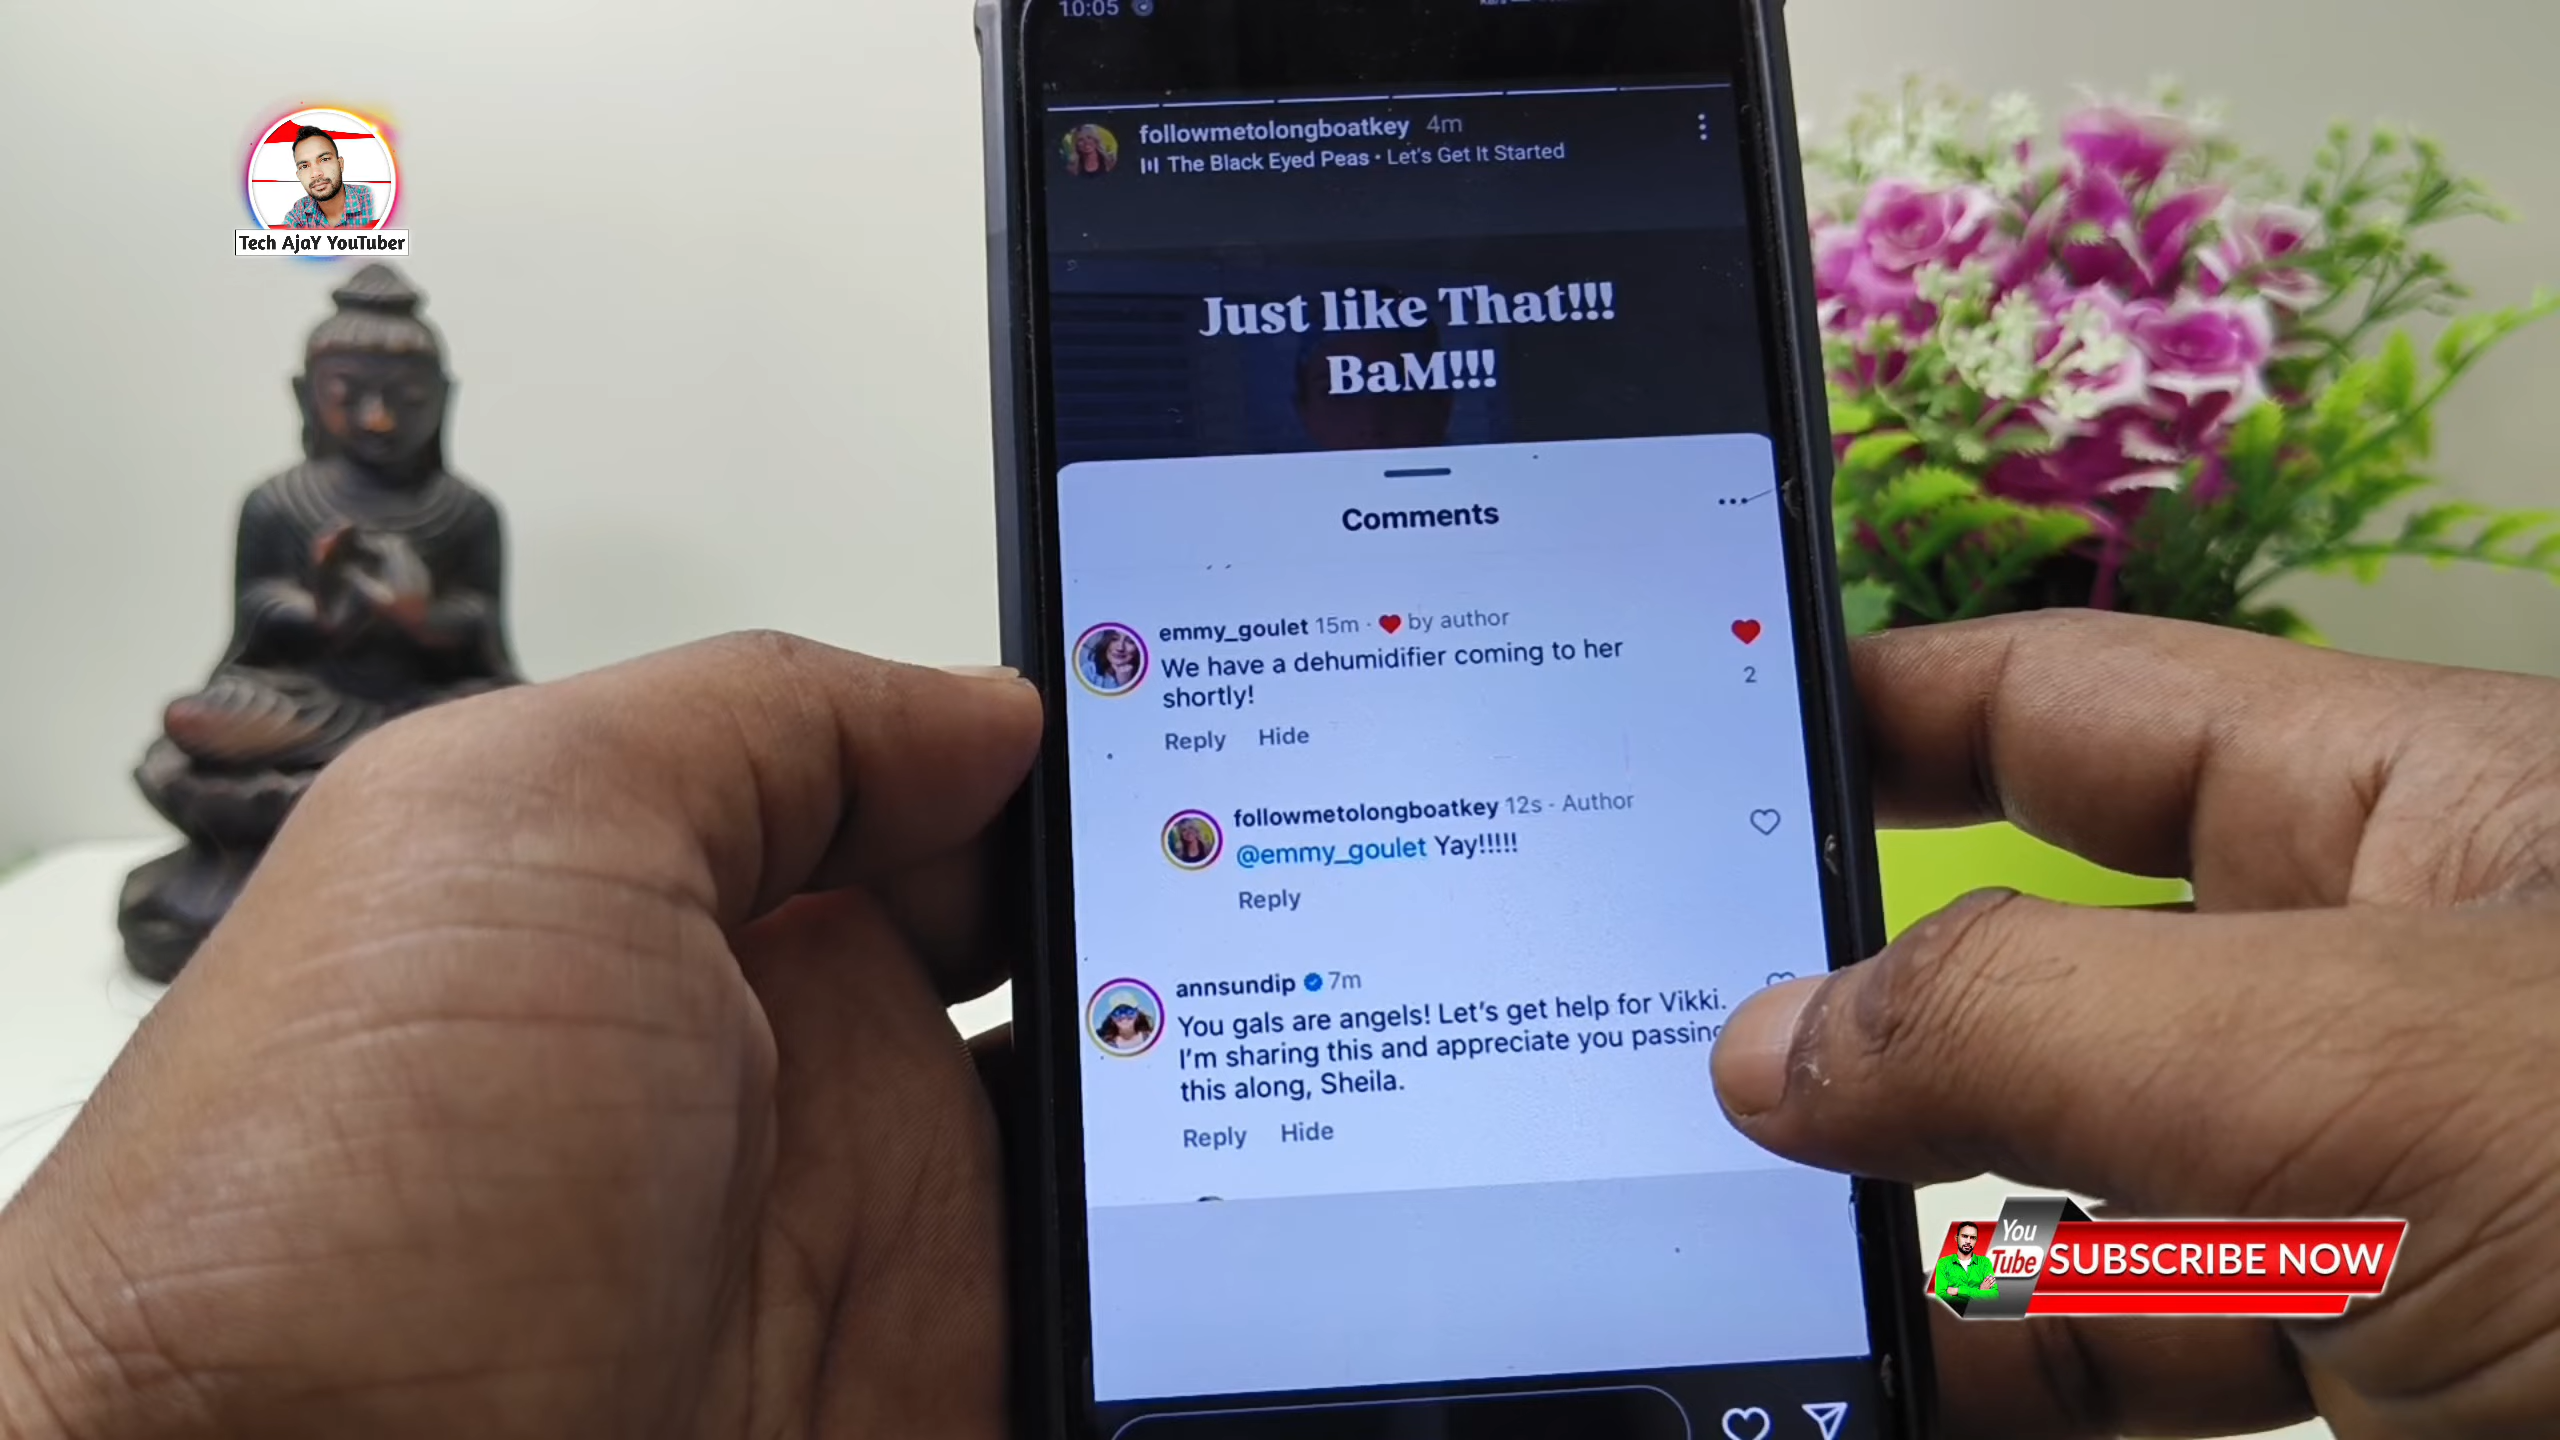 10:05
followmetolongboatkey 4m
The Black Eyed Peas • Let's Get It Started
Tech AjaY YouTuber
Just like That!!!
BaM!!!
Comments
emmy_goulet 15m · ❤ by author
We have a dehumidifier coming to her
shortly!
2
Reply Hide
followmetolongboatkey 12s · Author
@emmy_goulet Yay!!!!!
Reply
annsundip 7m
You gals are angels! Let's get help for Vikki.
I'm sharing this and appreciate you passing
this along, Sheila.
Reply Hide
You
Tube SUBSCRIBE NOW